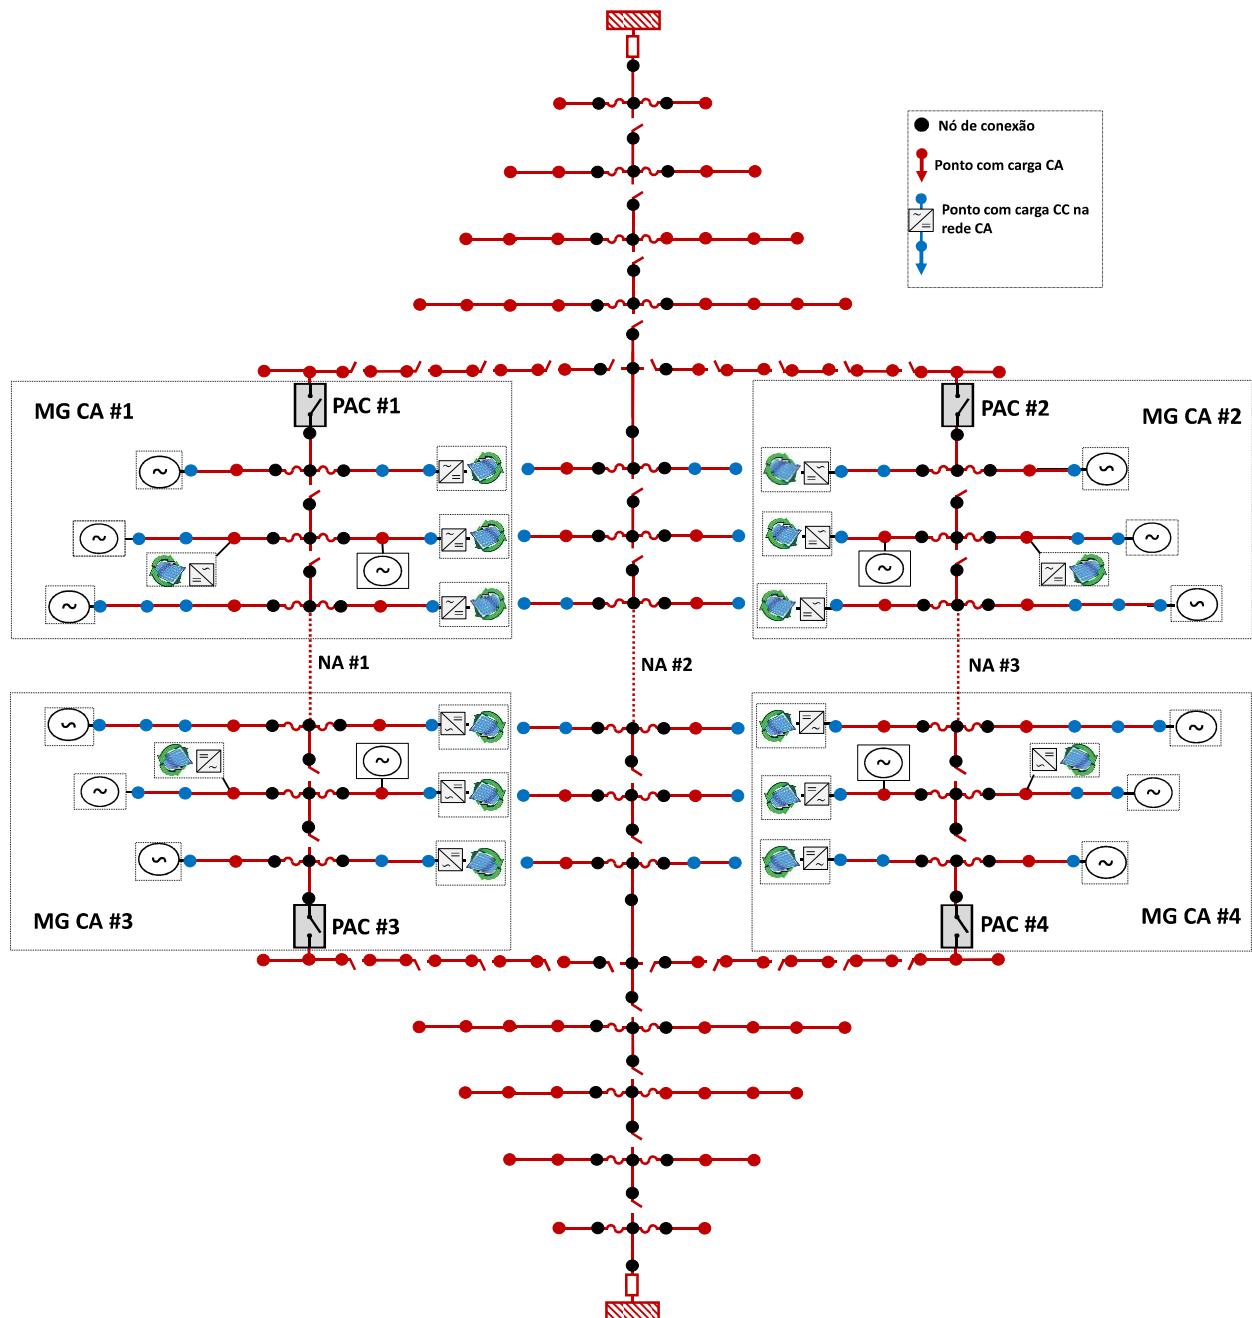 Nó de conexão
Ponto com carga CA
Ponto com carga CC na
rede CA
MG CA #1
PAC #1
PAC #2
MG CA #2
NA #1
NA #2
NA #3
MG CA #3
PAC #3
PAC #4
MG CA #4